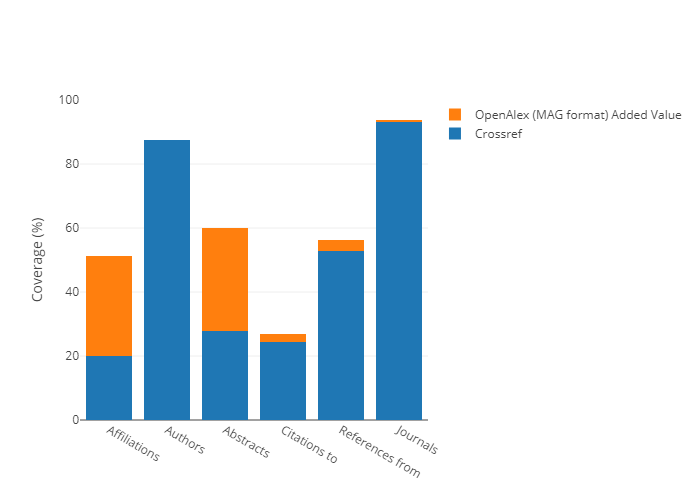 100
80
60
40
20
0
Coverage (%)
Affiliations
Authors
Abstracts
Citations to
References from
Journals
OpenAlex (MAG format) Added Value
Crossref